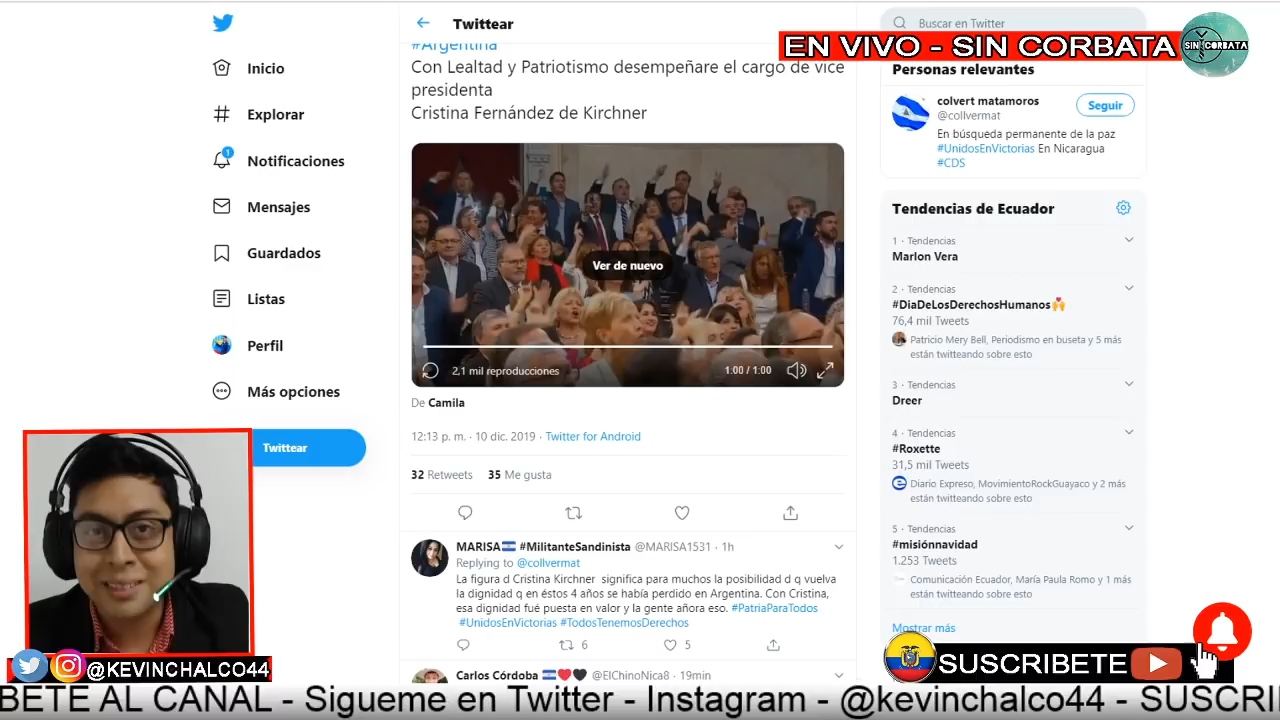 Twittear
Buscar en Twitter
EN VIVO - SIN CORBATA
SIN CORBATA
Inicio
Explorar
1
Notificaciones
Mensajes
Guardados
Listas
Perfil
Más opciones
Twittear
#Argentina
Con Lealtad y Patriotismo desempeñare el cargo de vice
presidenta
Cristina Fernández de Kirchner
Ver de nuevo
2,1 mil reproducciones
1:00 / 1:00
De Camila
12:13 p. m. · 10 dic. 2019 · Twitter for Android
32 Retweets 35 Me gusta
MARISA #MilitanteSandinista @MARISA1531 · 1h
Replying to @collvermat
La figura d Cristina Kirchner significa para muchos la posibilidad d q vuelva
la dignidad q en éstos 4 años se había perdido en Argentina. Con Cristina,
esa dignidad fué puesta en valor y la gente añora eso. #PatriaParaTodos
#UnidosEnVictorias #TodosTenemosDerechos
6 5
Carlos Córdoba @ElChinoNica8 · 19min
Personas relevantes
colvert matamoros
@collvermat
Seguir
En búsqueda permanente de la paz
#UnidosEnVictorias En Nicaragua
#CDS
Tendencias de Ecuador
1 · Tendencias
Marlon Vera
2 · Tendencias
#DiaDeLosDerechosHumanos
76,4 mil Tweets
Patricio Mery Bell, Periodismo en buseta y 5 más
están twitteando sobre esto
3 · Tendencias
Dreer
4 · Tendencias
#Roxette
31,5 mil Tweets
Diario Expreso, MovimientoRockGuayaco y 2 más
están twitteando sobre esto
5 · Tendencias
#misiónnavidad
1.253 Tweets
Comunicación Ecuador, María Paula Romo y 1 más
están twitteando sobre esto
Mostrar más
SUSCRIBETE
@KEVINCHALCO44
BETE AL CANAL - Sigueme en Twitter - Instagram - @kevinchalco44 - SUSCRI